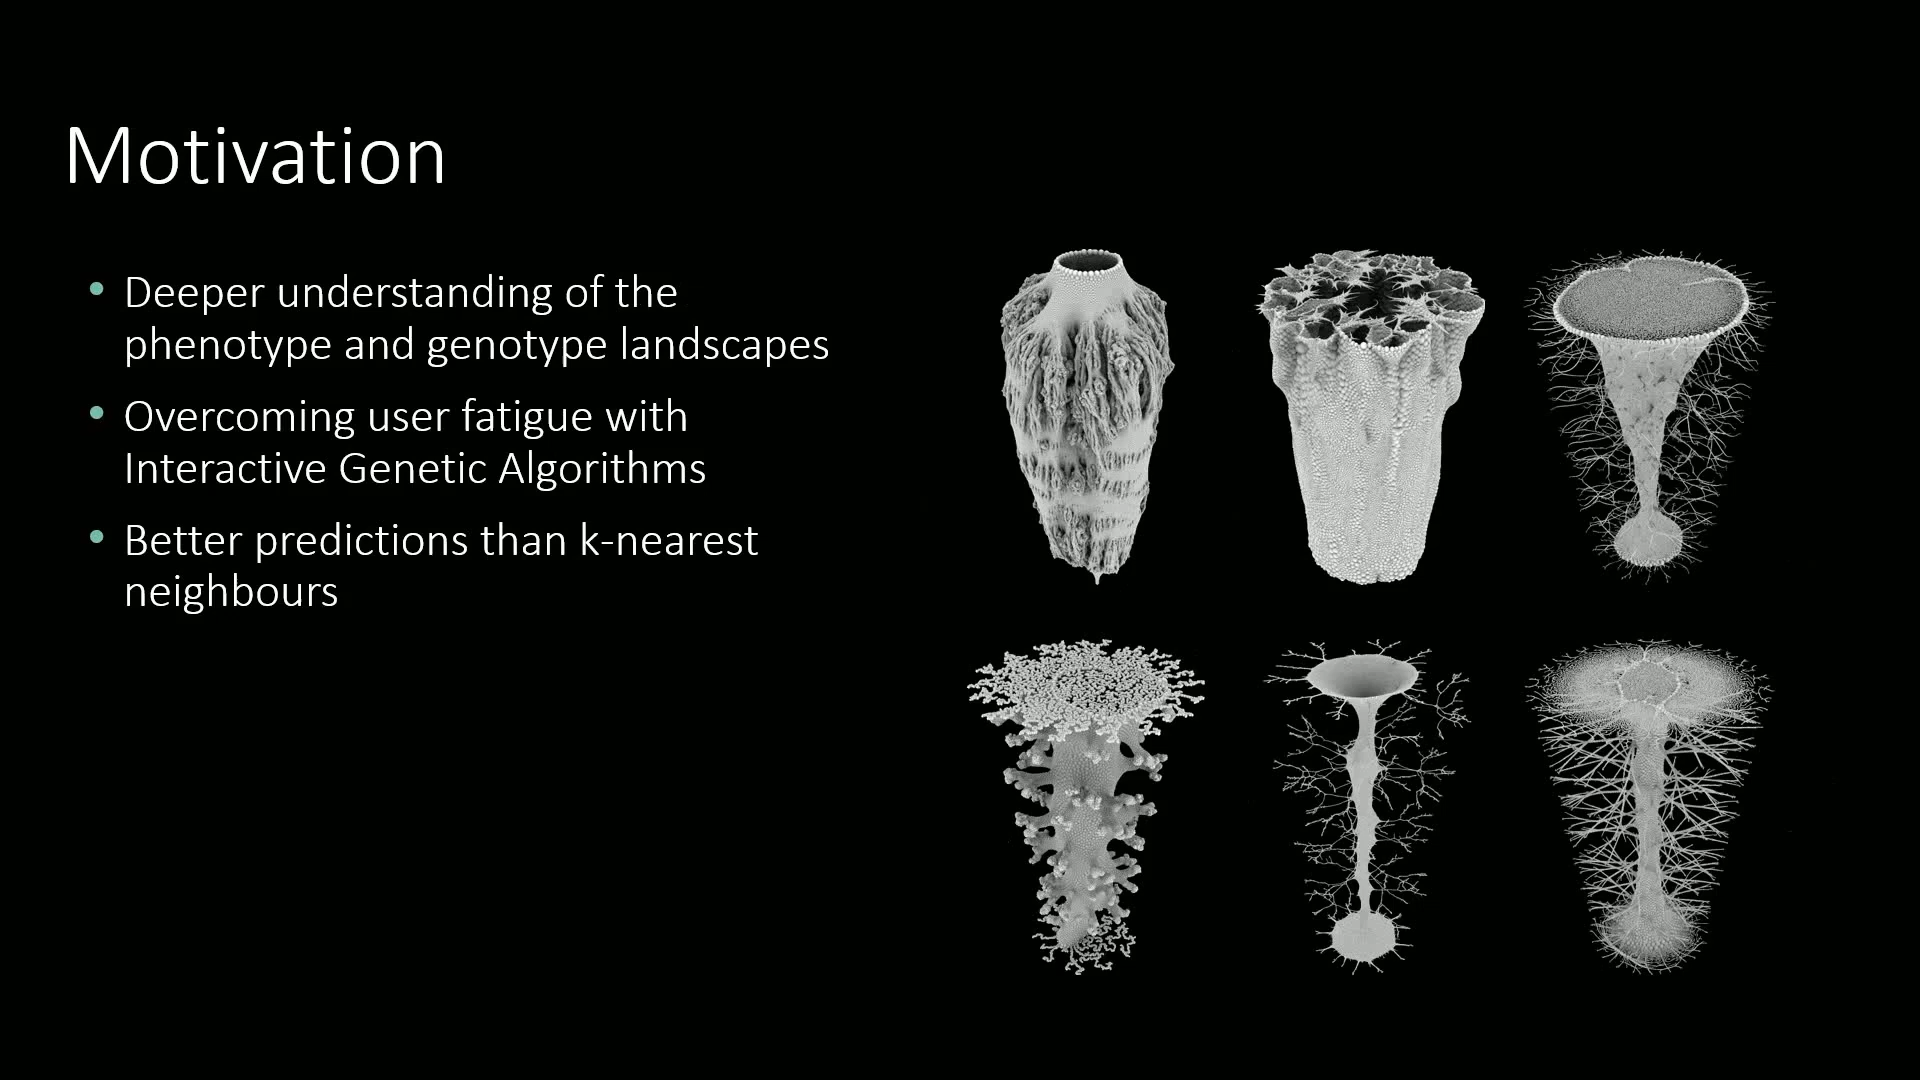 Motivation
• Deeper understanding of the
phenotype and genotype landscapes
• Overcoming user fatigue with
Interactive Genetic Algorithms
• Better predictions than k-nearest
neighbours